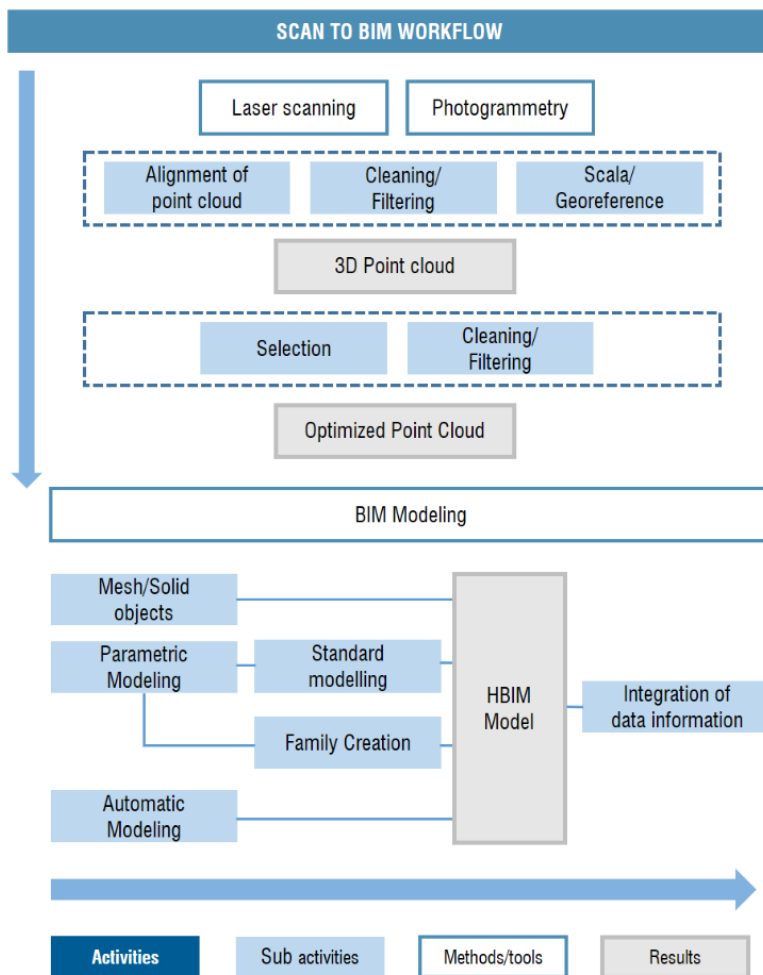 SCAN TO BIM WORKFLOW
Laser scanning
Photogrammetry
Alignment of
point cloud
Cleaning/
Filtering
Scala/
Georeference
3D Point cloud
Selection
Cleaning/
Filtering
Optimized Point Cloud
BIM Modeling
Mesh/Solid
objects
Parametric
Modeling
Standard
modelling
Family Creation
Automatic
Modeling
HBIM
Model
Integration of
data information
Activities
Sub activities
Methods/tools
Results